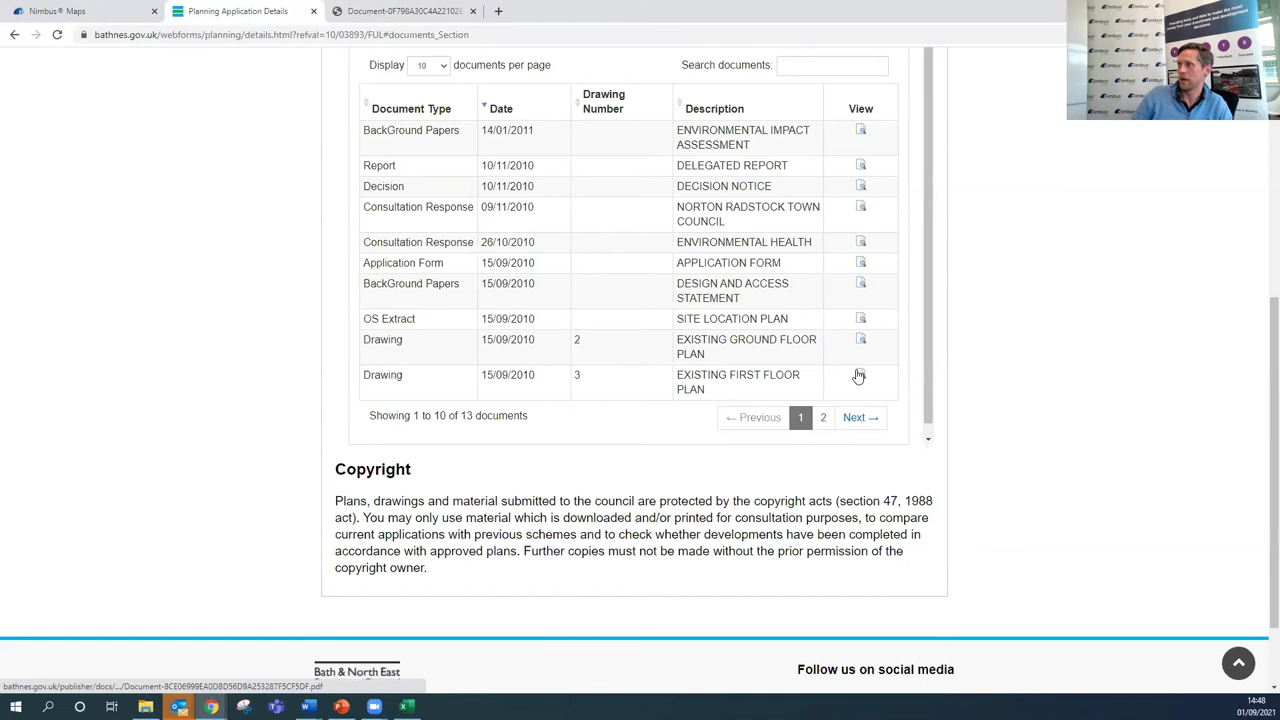 Nimbus® Maps
Planning Application Details
Document-0F798A30C4A22102
bathnes.gov.uk/webforms/planning/details.html?refval=10/03893/FUL#document
Display
documents per page
Search documents:
Document Type Date Drawing Number Description View
BackGround Papers 14/01/2011 ENVIRONMENTAL IMPACT
ASSESSMENT
Report 10/11/2010 DELEGATED REPORT
Decision 10/11/2010 DECISION NOTICE
Consultation Response 09/11/2010 NORTON RADSTOCK TOWN
COUNCIL
Consultation Response 26/10/2010 ENVIRONMENTAL HEALTH
Application Form 15/09/2010 APPLICATION FORM
BackGround Papers 15/09/2010 DESIGN AND ACCESS
STATEMENT
OS Extract 15/09/2010 SITE LOCATION PLAN
Drawing 15/09/2010 2 EXISTING GROUND FLOOR
PLAN
Drawing 15/09/2010 3 EXISTING FIRST FLOOR
PLAN
Showing 1 to 10 of 13 documents
← Previous 1 2 Next →
Copyright
Plans, drawings and material submitted to the council are protected by the copyright acts (section 47, 1988
act). You may only use material which is downloaded and/or printed for consultation purposes, to compare
current applications with previous schemes and to check whether developments have been completed in
accordance with approved plans. Further copies must not be made without the prior permission of the
copyright owner.
Bath & North East
Follow us on social media
bathnes.gov.uk/publisher/docs/.../Document-8CE06999EA0D8D56D9A253287F5CF5DF.pdf
14:48
01/09/2021